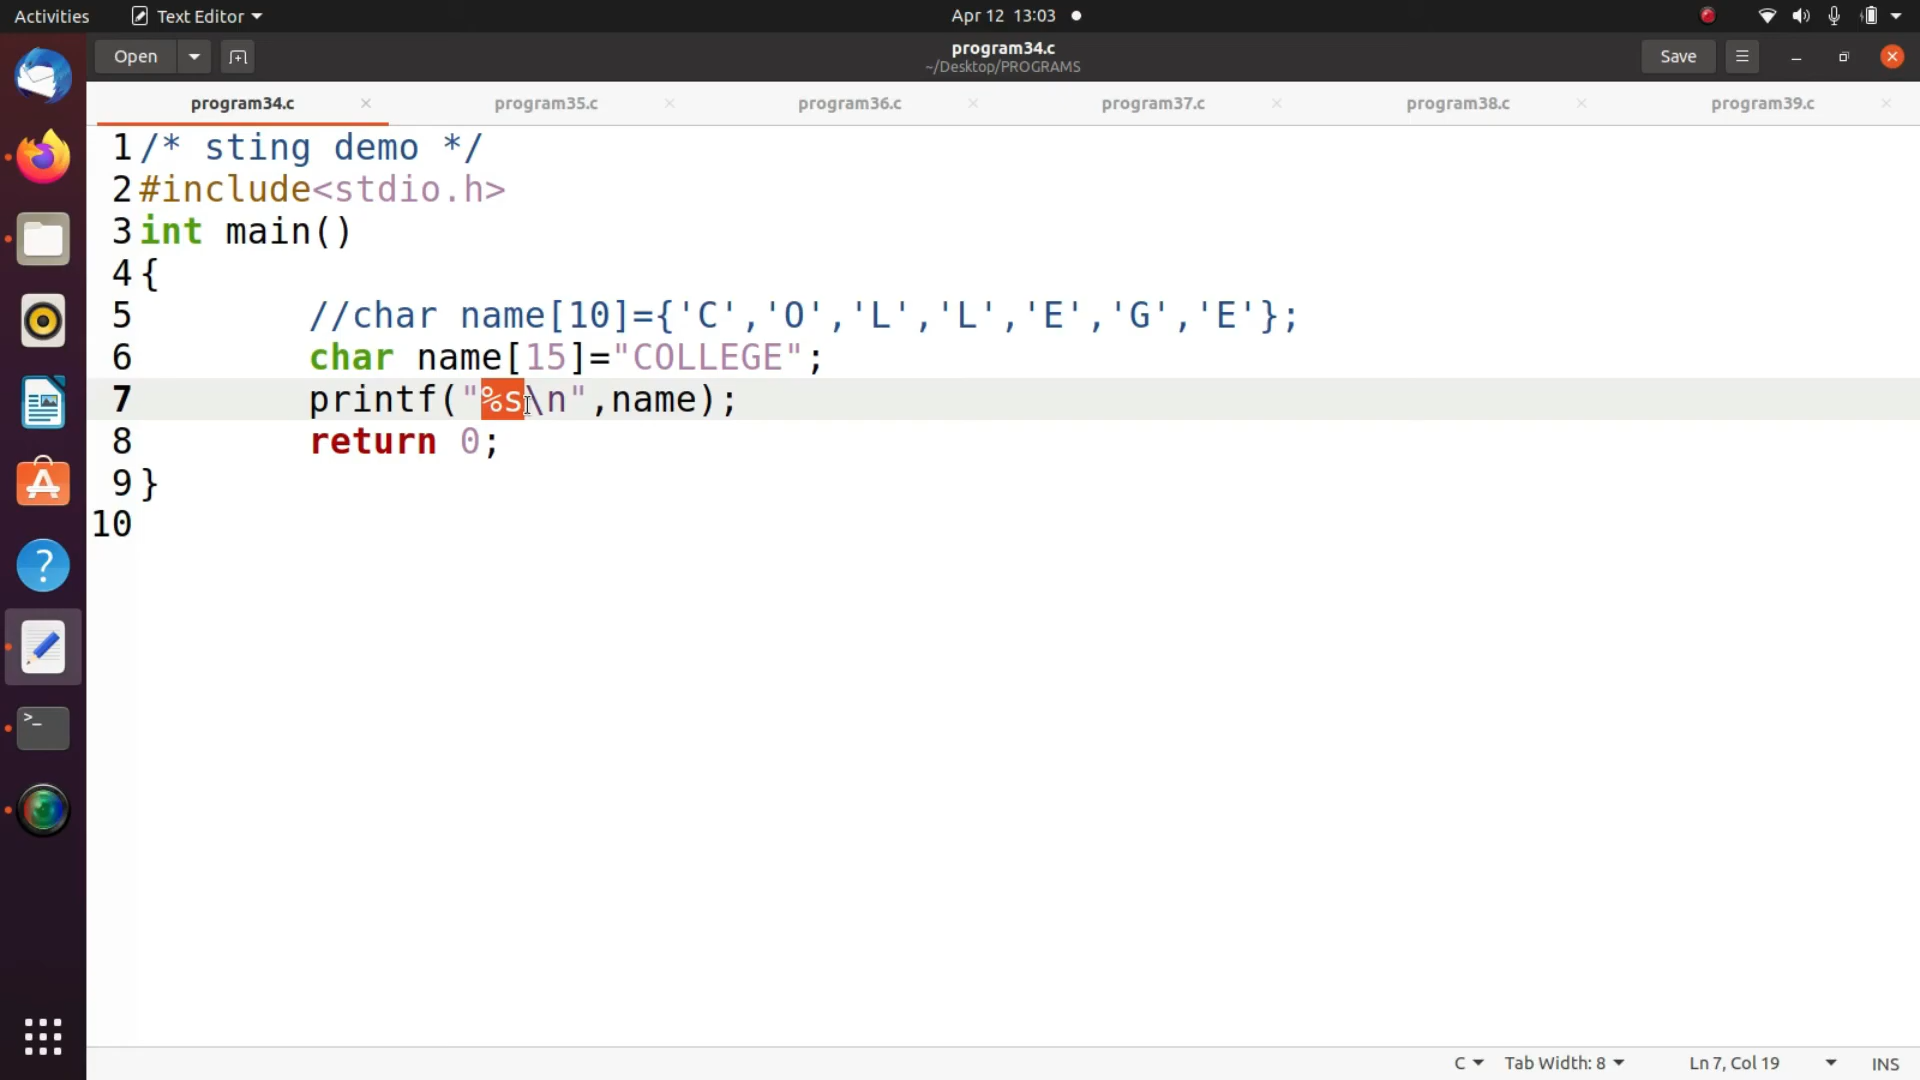 Activities Text Editor Apr 12 13:03
Open program34.c Save
~/Desktop/PROGRAMS
program34.c program35.c program36.c program37.c program38.c program39.c
1 /* sting demo */
2 #include<stdio.h>
3 int main()
4 {
5 //char name[10]={'C','O','L','L','E','G','E'};
6 char name[15]="COLLEGE";
7 printf("%s\n",name);
8 return 0;
9 }
10
C Tab Width: 8 Ln 7, Col 19 INS